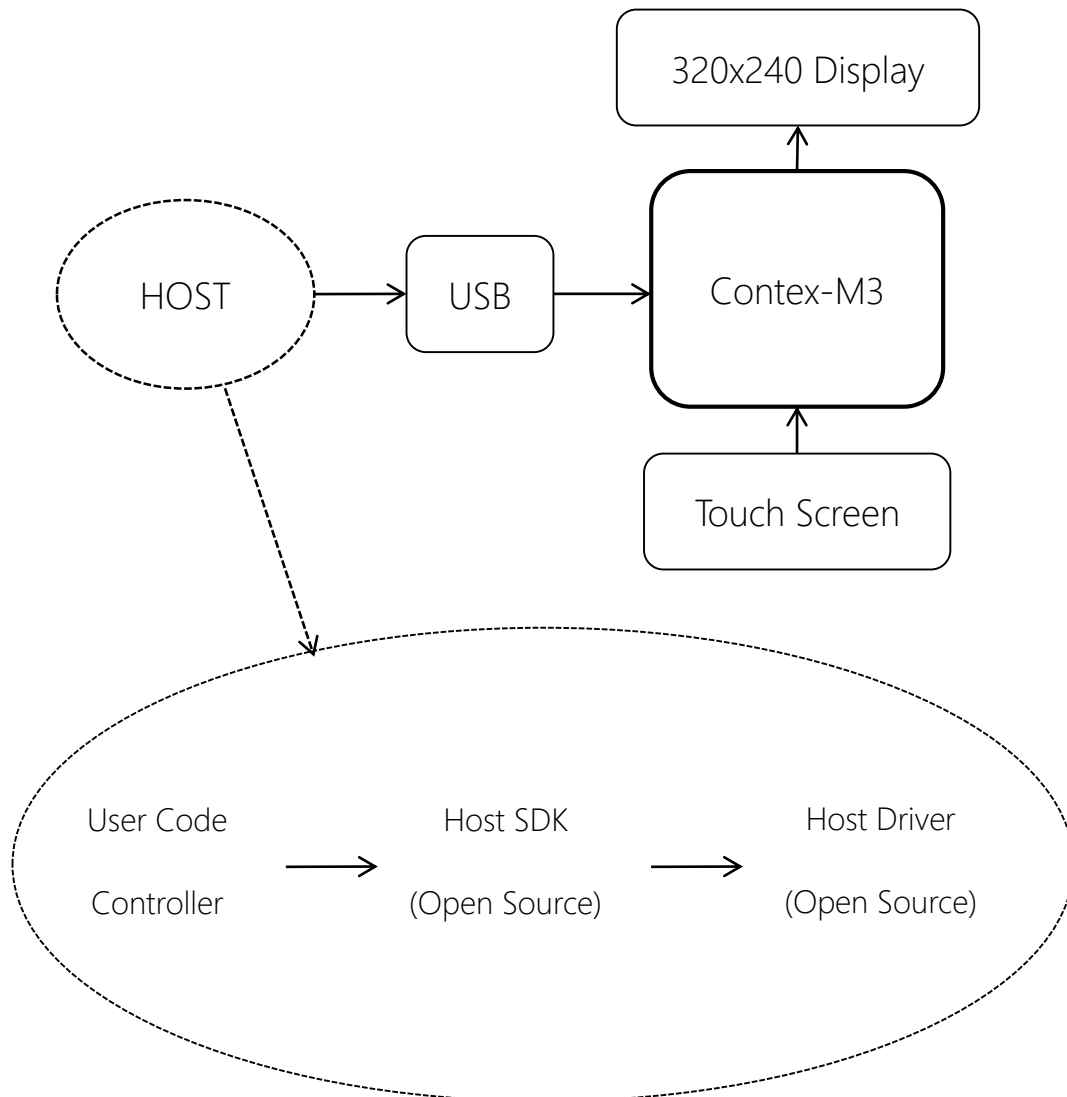 320x240 Display
HOST
USB
Contex-M3
Touch Screen
User Code
Controller
Host SDK
(Open Source)
Host Driver
(Open Source)